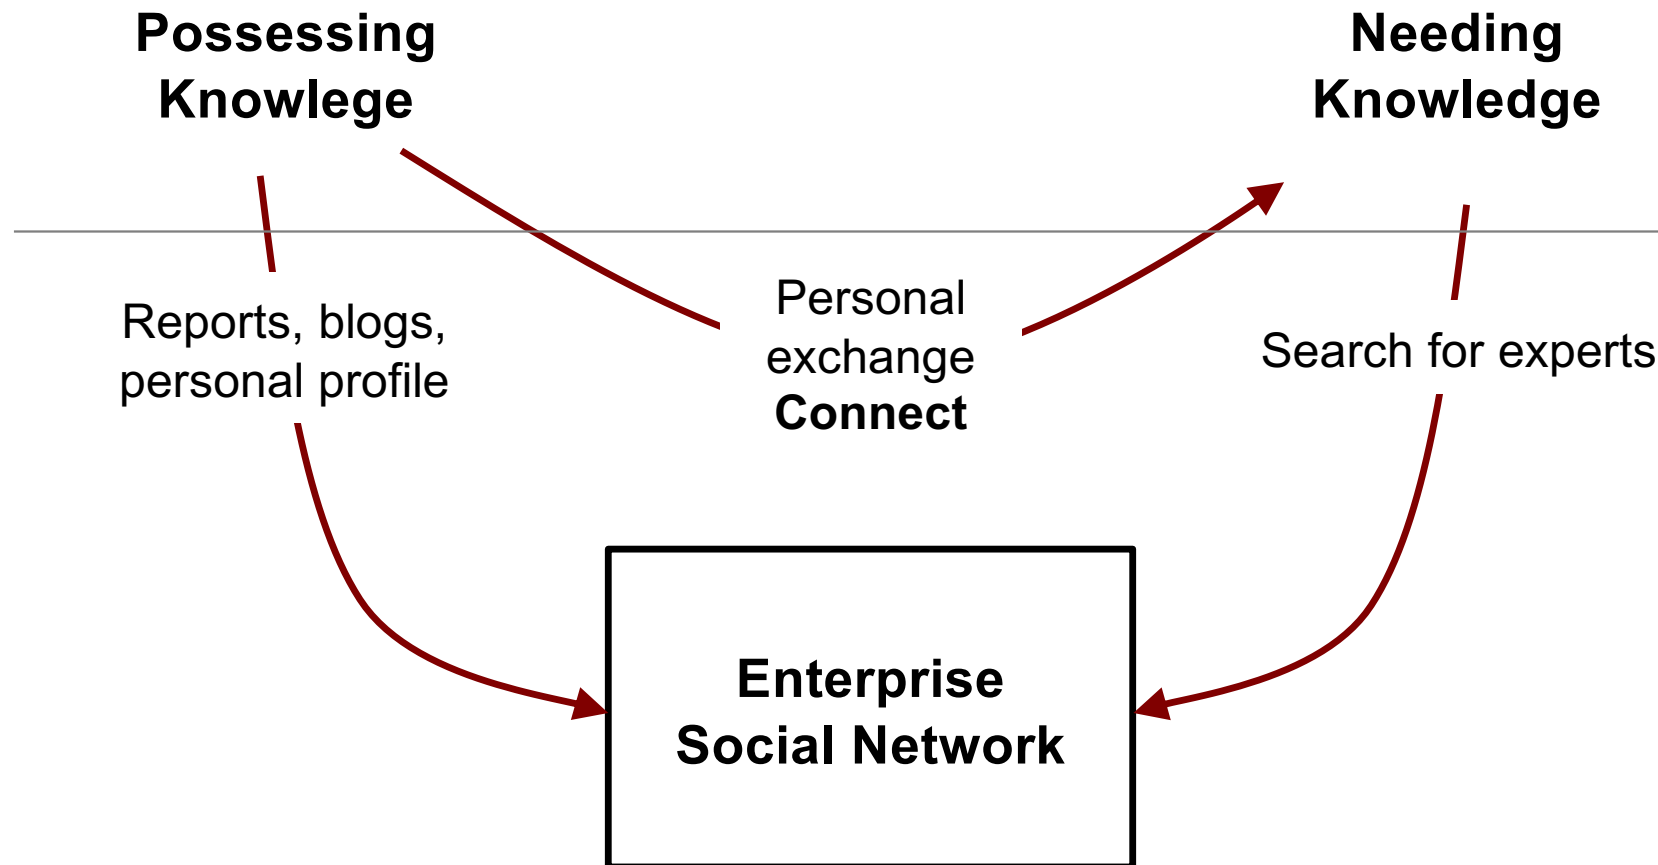 Possessing
Knowlege
Needing
Knowledge
Reports, blogs,
personal profile
Personal
exchange
Connect
Search for experts
Enterprise
Social Network